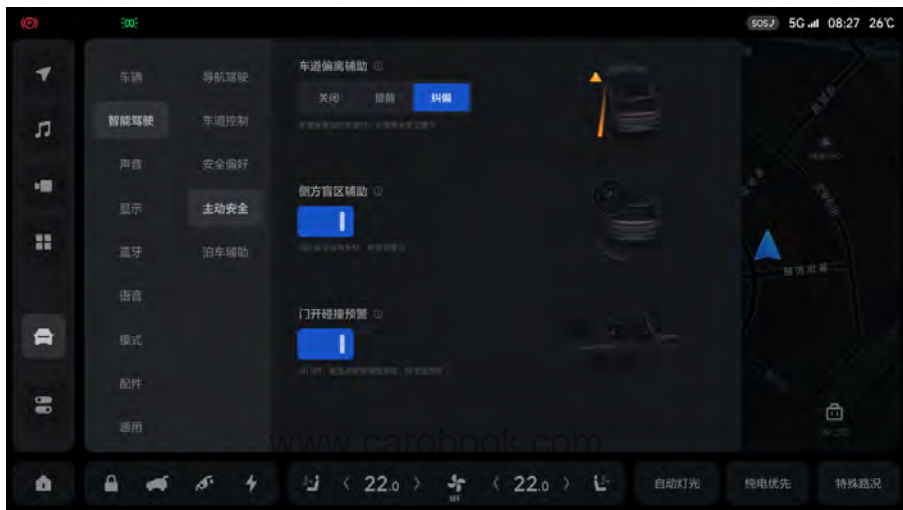 SOS 5G 08:27 26℃
车辆
智能驾驶
声音
显示
蓝牙
语音
模式
配件
通用
导航驾驶
车道控制
安全偏好
主动安全
泊车辅助
车道偏离辅助
关闭
提醒
纠偏
侧方盲区辅助
门开碰撞预警
www.carobook.com
22.0
OFF
22.0
自动灯光
纯电优先
特殊路况